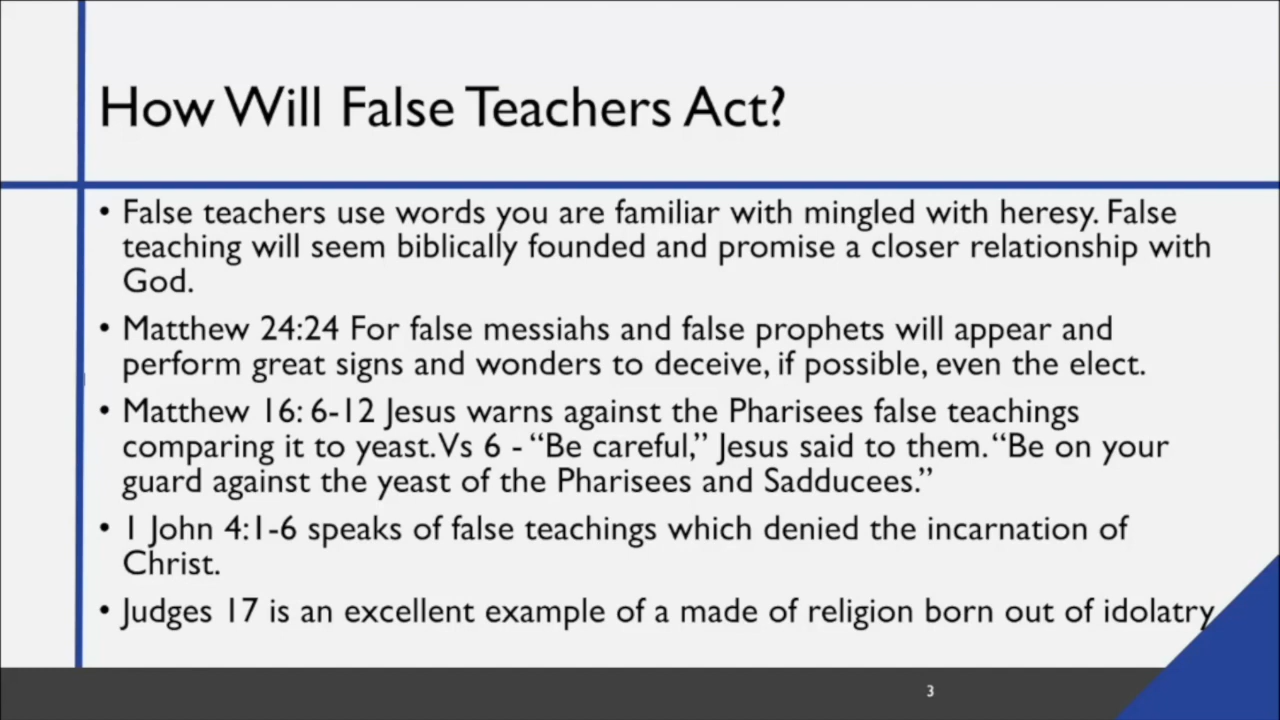 How Will False Teachers Act?
• False teachers use words you are familiar with mingled with heresy. False
teaching will seem biblically founded and promise a closer relationship with
God.
• Matthew 24:24 For false messiahs and false prophets will appear and
perform great signs and wonders to deceive, if possible, even the elect.
• Matthew 16: 6-12 Jesus warns against the Pharisees false teachings
comparing it to yeast. Vs 6 - “Be careful,” Jesus said to them. “Be on your
guard against the yeast of the Pharisees and Sadducees.”
• 1 John 4:1-6 speaks of false teachings which denied the incarnation of
Christ.
• Judges 17 is an excellent example of a made of religion born out of idolatry
3